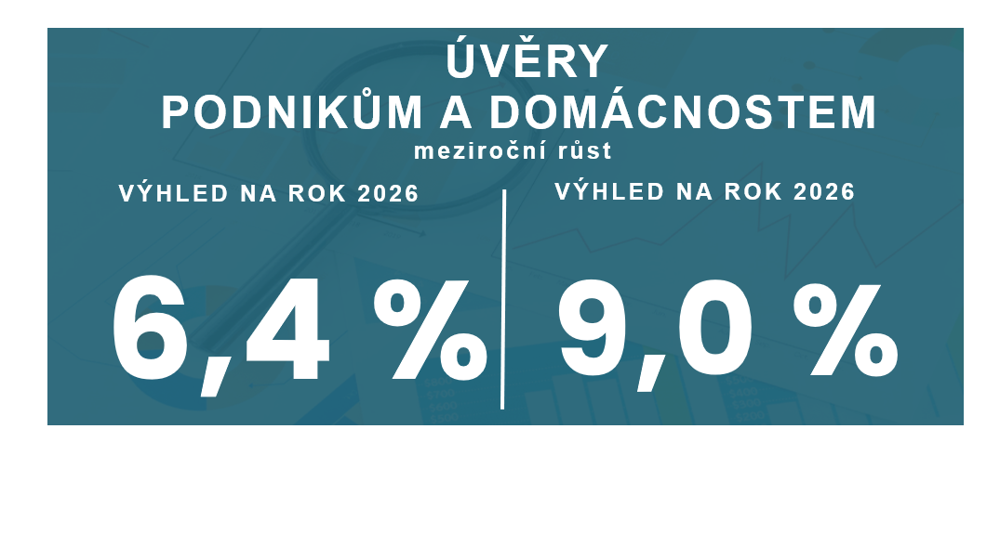 ÚVĚRY
PODNIKŮM A DOMÁCNOSTEM
meziroční růst
VÝHLED NA ROK 2026
6,4 %
VÝHLED NA ROK 2026
9,0 %